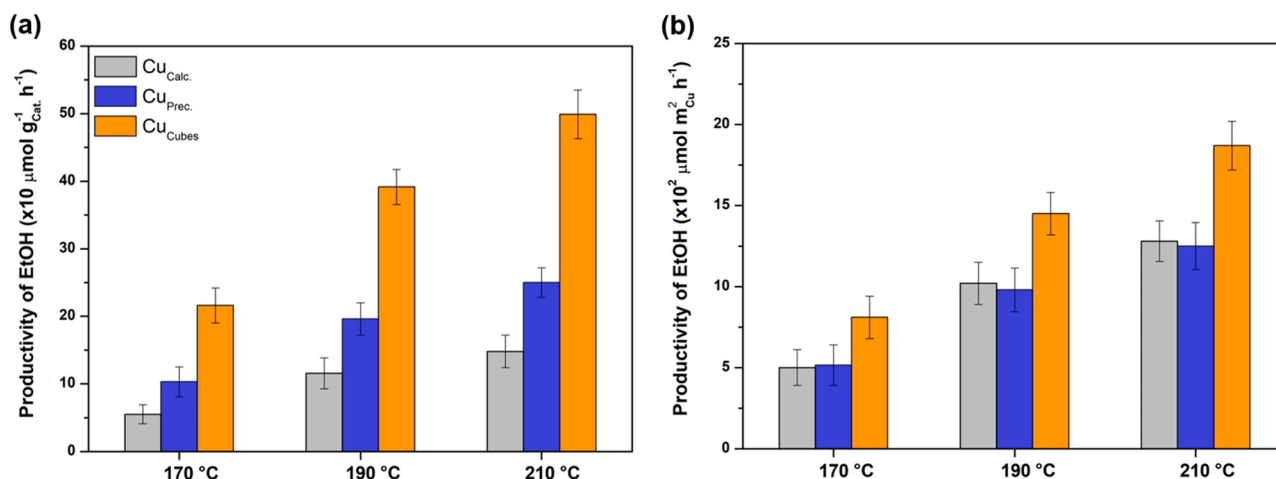 (a)
Productivity of EtOH (x10 μmol g⁻¹Cat. h⁻¹)
60
50
40
30
20
10
0
CuCalc.
CuPrec.
CuCubes
170 °C
190 °C
210 °C
(b)
Productivity of EtOH (x10² μmol m²Cu h⁻¹)
25
20
15
10
5
0
170 °C
190 °C
210 °C